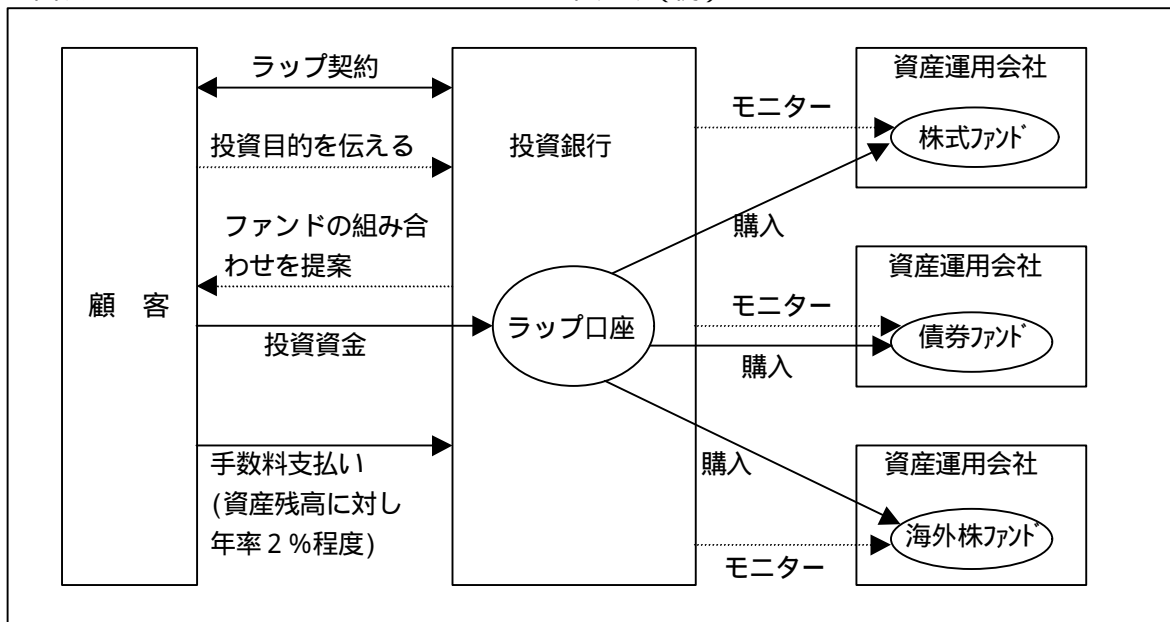 ラップ契約
投資目的を伝える
ファンドの組み合
わせを提案
顧 客
投資資金
手数料支払い
(資産残高に対し
年率２％程度)
投資銀行
ラップ口座
モニター
購入
モニター
購入
購入
モニター
資産運用会社
株式ﾌｧﾝﾄﾞ
資産運用会社
債券ﾌｧﾝﾄﾞ
資産運用会社
海外株ﾌｧﾝﾄﾞ